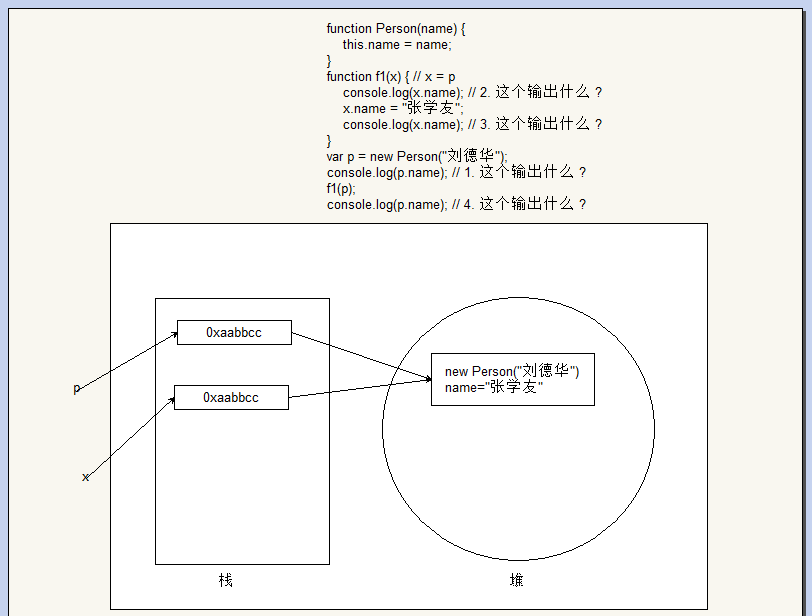 function Person(name) {
this.name = name;
}
function f1(x) { // x = p
console.log(x.name); // 2. 这个输出什么 ?
x.name = "张学友";
console.log(x.name); // 3. 这个输出什么 ?
}
var p = new Person("刘德华");
console.log(p.name); // 1. 这个输出什么 ?
f1(p);
console.log(p.name); // 4. 这个输出什么 ?
0xaabbcc
p
0xaabbcc
x
new Person("刘德华")
name="张学友"
栈
堆